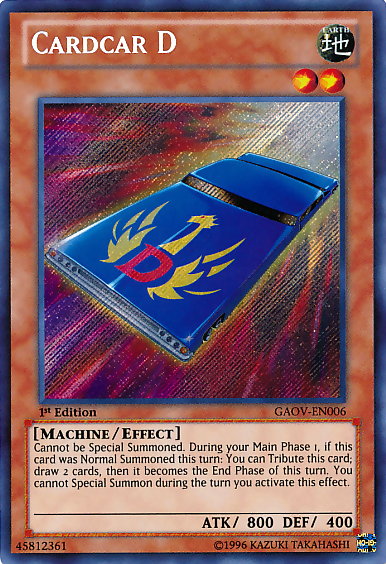 CARDCAR D
EARTH
地
D
1st Edition
GAOV-EN006
[MACHINE/EFFECT]
Cannot be Special Summoned. During your Main Phase 1, if this
card was Normal Summoned this turn: You can Tribute this card;
draw 2 cards, then it becomes the End Phase of this turn. You
cannot Special Summon during the turn you activate this effect.
ATK/ 800 DEF/ 400
45812361
©1996 KAZUKI TAKAHASHI